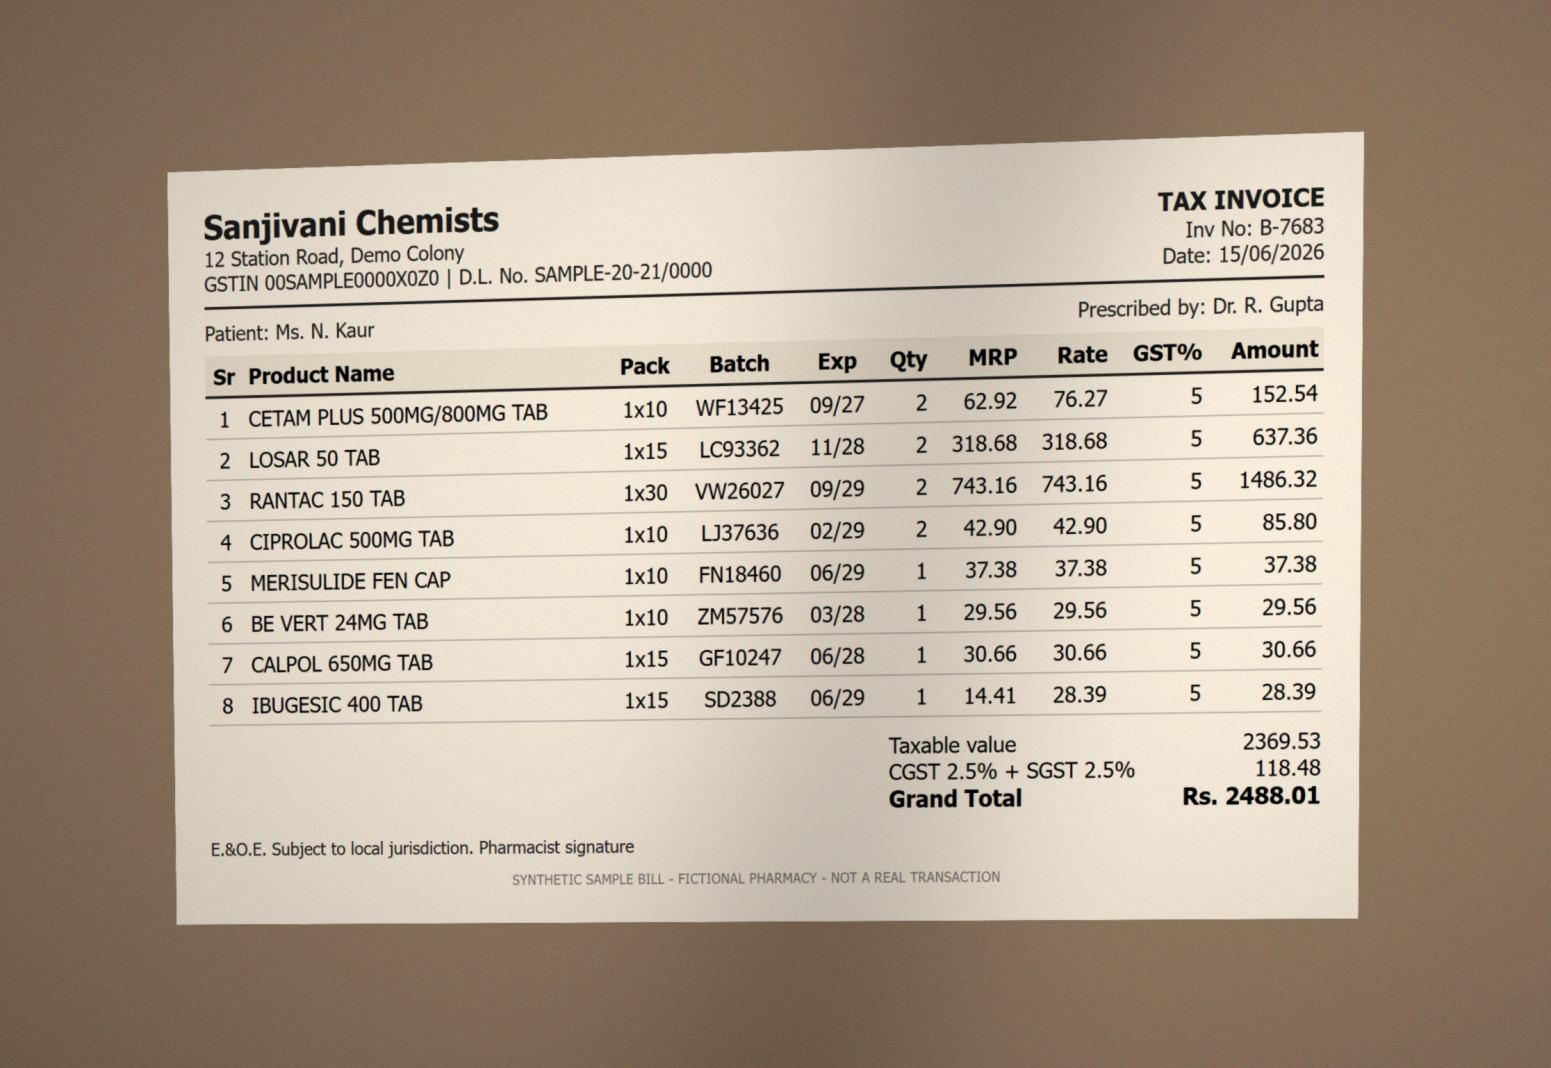 Sanjivani Chemists
12 Station Road, Demo Colony
GSTIN 00SAMPLE0000X0Z0 | D.L. No. SAMPLE-20-21/0000
TAX INVOICE
Inv No: B-7683
Date: 15/06/2026
Patient: Ms. N. Kaur
Prescribed by: Dr. R. Gupta
Sr Product Name Pack Batch Exp Qty MRP Rate GST% Amount
1 CETAM PLUS 500MG/800MG TAB 1x10 WF13425 09/27 2 62.92 76.27 5 152.54
2 LOSAR 50 TAB 1x15 LC93362 11/28 2 318.68 318.68 5 637.36
3 RANTAC 150 TAB 1x30 VW26027 09/29 2 743.16 743.16 5 1486.32
4 CIPROLAC 500MG TAB 1x10 LJ37636 02/29 2 42.90 42.90 5 85.80
5 MERISULIDE FEN CAP 1x10 FN18460 06/29 1 37.38 37.38 5 37.38
6 BE VERT 24MG TAB 1x10 ZM57576 03/28 1 29.56 29.56 5 29.56
7 CALPOL 650MG TAB 1x15 GF10247 06/28 1 30.66 30.66 5 30.66
8 IBUGESIC 400 TAB 1x15 SD2388 06/29 1 14.41 28.39 5 28.39
Taxable value 2369.53
CGST 2.5% + SGST 2.5% 118.48
Grand Total Rs. 2488.01
E.&O.E. Subject to local jurisdiction. Pharmacist signature
SYNTHETIC SAMPLE BILL - FICTIONAL PHARMACY - NOT A REAL TRANSACTION